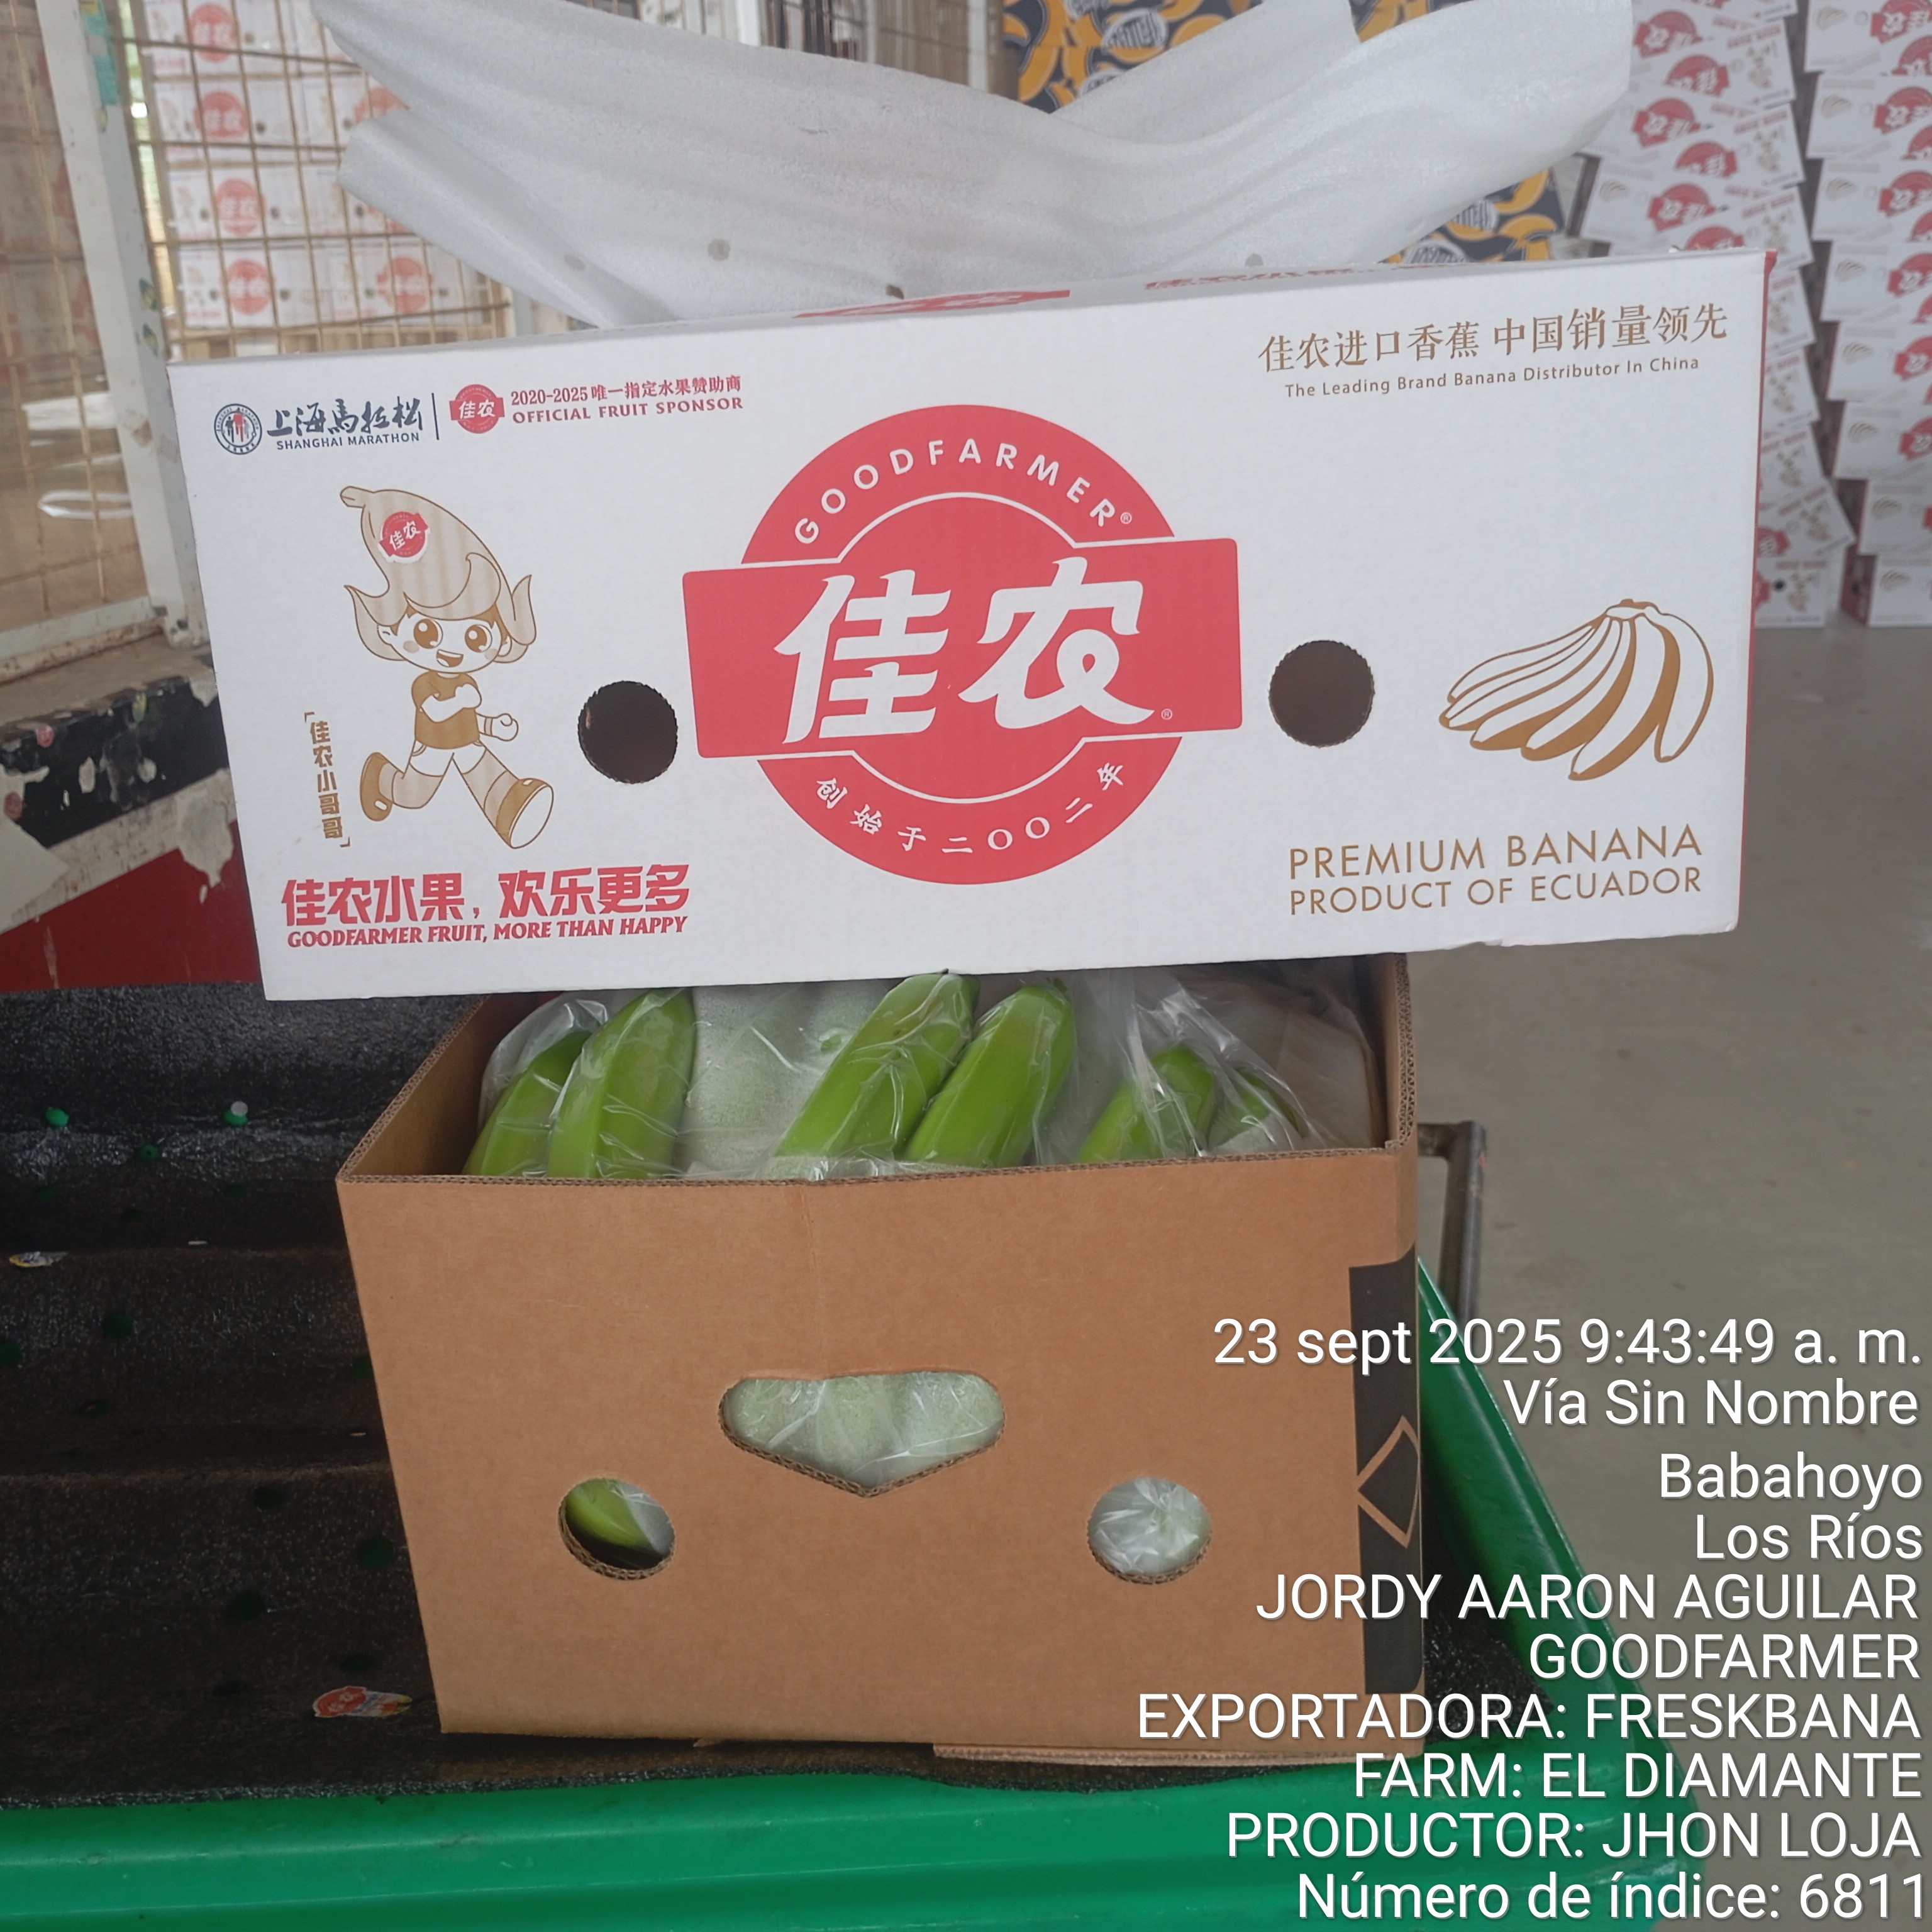 上海馬拉松
SHANGHAI MARATHON
佳农
2020-2025唯一指定水果赞助商
OFFICIAL FRUIT SPONSOR
佳农进口香蕉 中国销量领先
The Leading Brand Banana Distributor In China
GOODFARMER®
佳农®
创始于二〇〇二年
佳农
「佳农小哥哥」
佳农水果，欢乐更多
GOODFARMER FRUIT, MORE THAN HAPPY
PREMIUM BANANA
PRODUCT OF ECUADOR
23 sept 2025 9:43:49 a. m.
Vía Sin Nombre
Babahoyo
Los Ríos
JORDY AARON AGUILAR
GOODFARMER
EXPORTADORA: FRESKBANA
FARM: EL DIAMANTE
PRODUCTOR: JHON LOJA
Número de índice: 6811